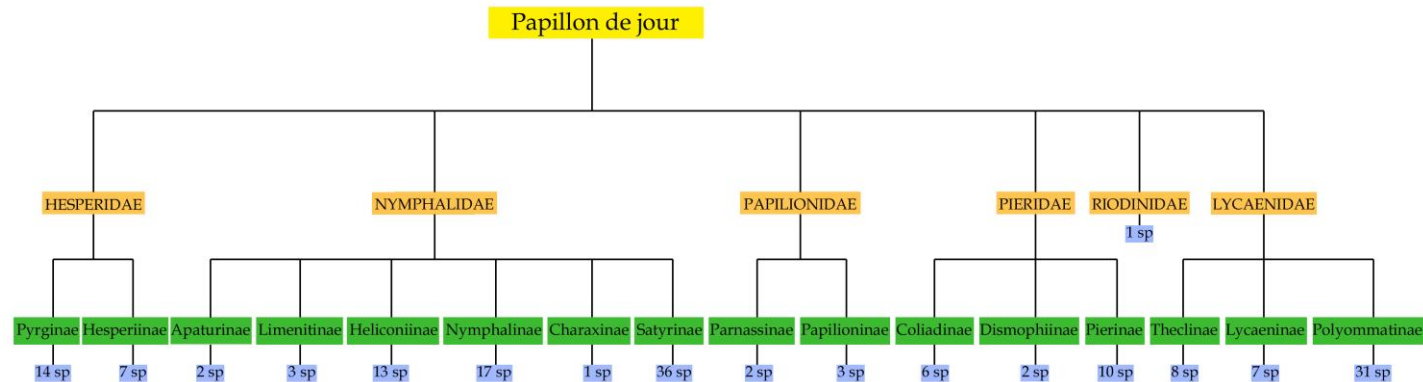 Papillon de jour
HESPERIDAE NYMPHALIDAE PAPILIONIDAE PIERIDAE RIODINIDAE LYCAENIDAE
1 sp
Pyrginae Hesperiinae Apaturinae Limenitinae Heliconiinae Nymphalinae Charaxinae Satyrinae Parnassinae Papilioninae Coliadinae Dismophiinae Pierinae Theclinae Lycaeninae Polyommatinae
14 sp 7 sp 2 sp 3 sp 13 sp 17 sp 1 sp 36 sp 2 sp 3 sp 6 sp 2 sp 10 sp 8 sp 7 sp 31 sp